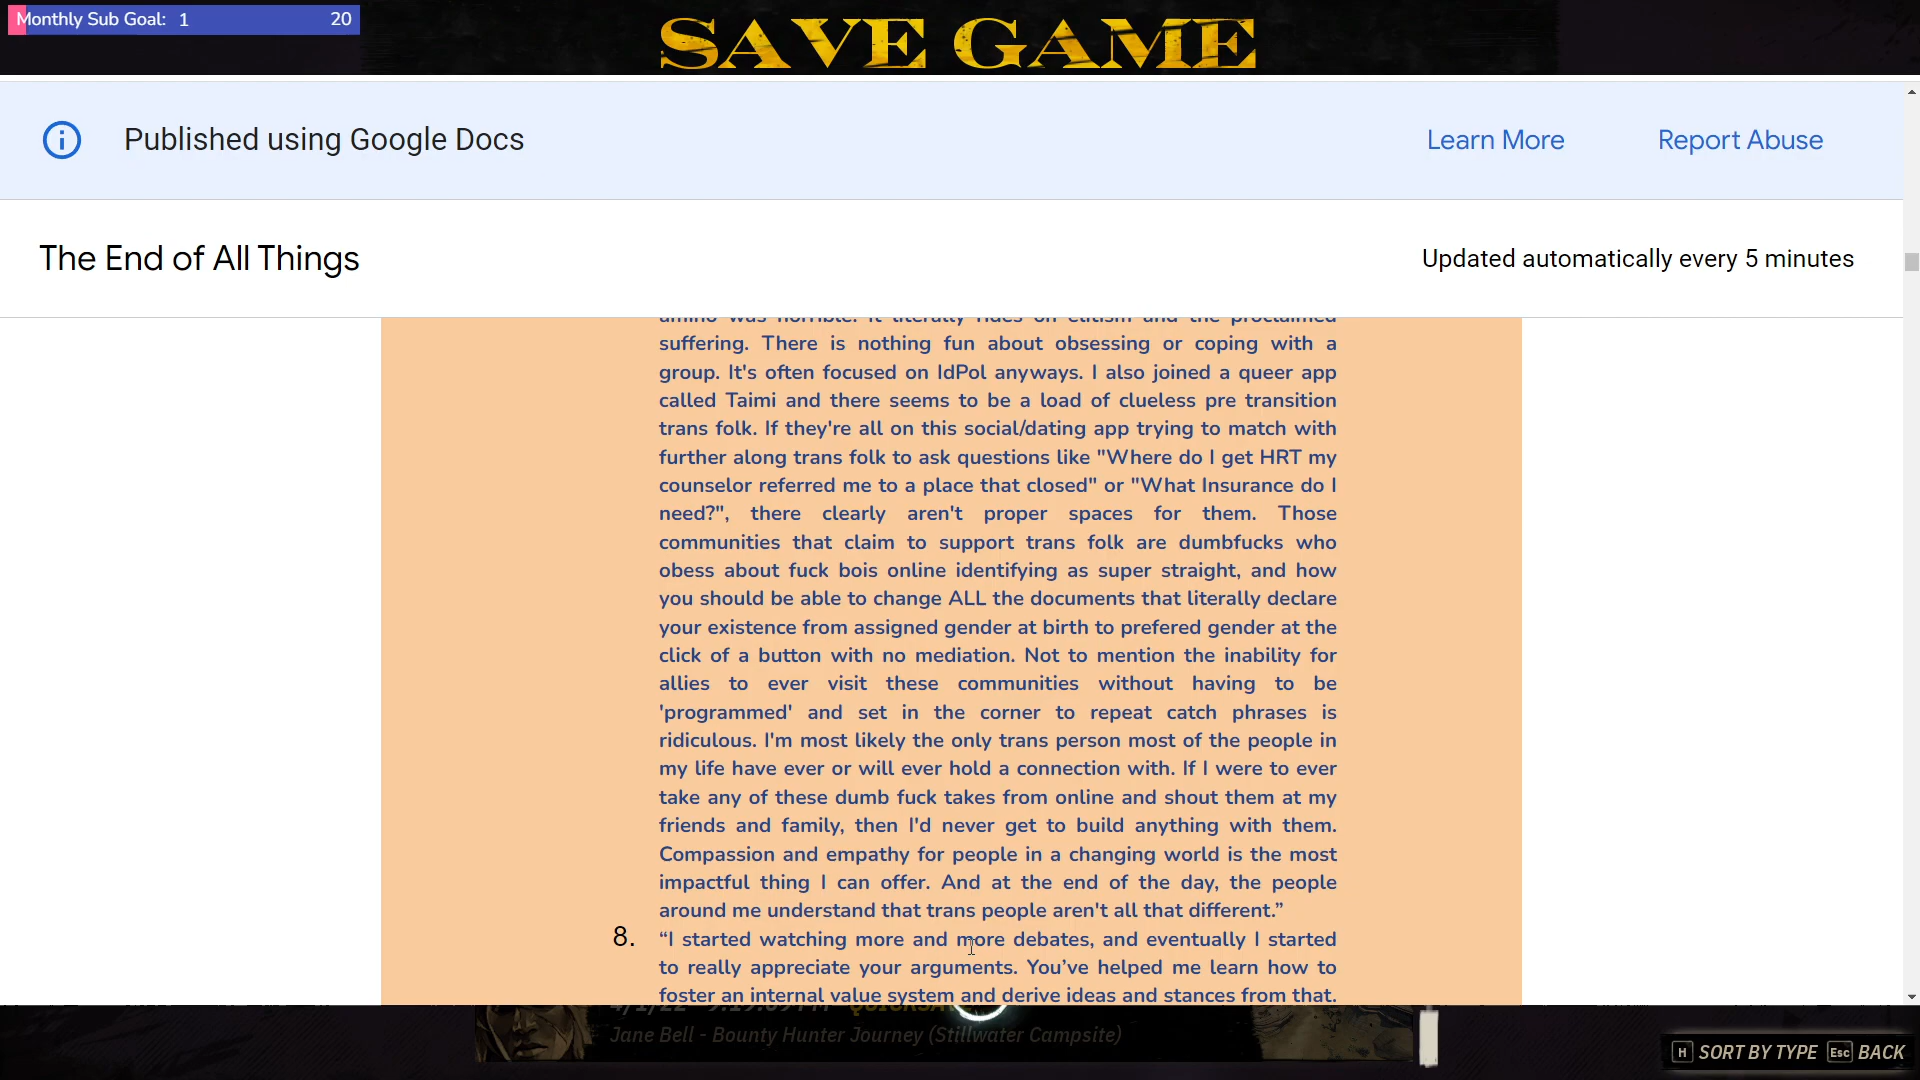 Monthly Sub Goal: 1 20
SAVE GAME
Published using Google Docs
Learn More
Report Abuse
The End of All Things
Updated automatically every 5 minutes
amino was horrible. It literally rides on elitism and the proclaimed
suffering. There is nothing fun about obsessing or coping with a
group. It's often focused on IdPol anyways. I also joined a queer app
called Taimi and there seems to be a load of clueless pre transition
trans folk. If they're all on this social/dating app trying to match with
further along trans folk to ask questions like "Where do I get HRT my
counselor referred me to a place that closed" or "What Insurance do I
need?", there clearly aren't proper spaces for them. Those
communities that claim to support trans folk are dumbfucks who
obess about fuck bois online identifying as super straight, and how
you should be able to change ALL the documents that literally declare
your existence from assigned gender at birth to prefered gender at the
click of a button with no mediation. Not to mention the inability for
allies to ever visit these communities without having to be
'programmed' and set in the corner to repeat catch phrases is
ridiculous. I'm most likely the only trans person most of the people in
my life have ever or will ever hold a connection with. If I were to ever
take any of these dumb fuck takes from online and shout them at my
friends and family, then I'd never get to build anything with them.
Compassion and empathy for people in a changing world is the most
impactful thing I can offer. And at the end of the day, the people
around me understand that trans people aren't all that different.”
8. “I started watching more and more debates, and eventually I started
to really appreciate your arguments. You’ve helped me learn how to
foster an internal value system and derive ideas and stances from that.
Jane Bell - Bounty Hunter Journey (Stillwater Campsite)
H SORT BY TYPE Esc BACK